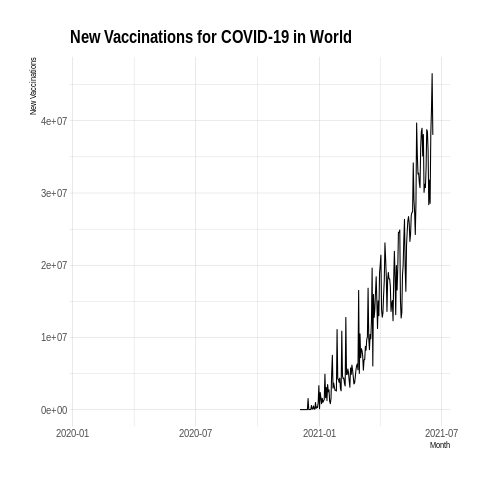 New Vaccinations for COVID-19 in World
New Vaccinations
4e+07
3e+07
2e+07
1e+07
0e+00
2020-01 2020-07 2021-01 2021-07
Month